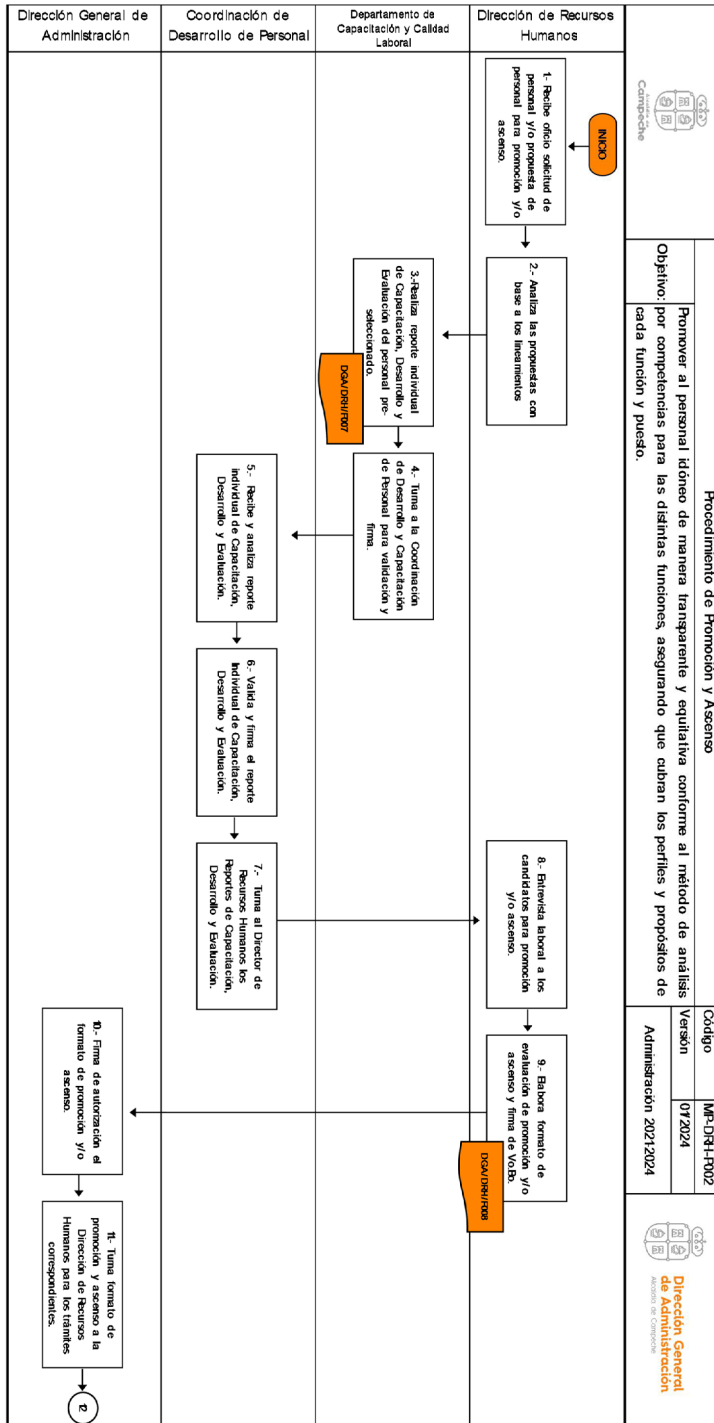 Alcaldía de
Campeche
Procedimiento de Promoción y Ascenso
Objetivo:
Promover al personal idóneo de manera transparente y equitativa conforme al método de análisis
por competencias para las distintas funciones, asegurando que cubran los perfiles y propósitos de
cada función y puesto.
Código
MP-DRH-P002
Versión
01/2024
Administración 2021-2024
Dirección General
de Administración
Alcaldía de Campeche
Dirección de Recursos
Humanos
INICIO
1- Recibe oficio solicitud de
personal y/o propuesta de
personal para promoción y/o
ascenso.
2.- Analiza las propuestas con
base a los lineamientos
8.- Entrevista laboral a los
candidatos para promoción
y/o ascenso.
9.- Elabora formato de
evaluación de promoción y/o
ascenso y firma de Vo.Bo.
DGA/DRH/F008
Departamento de
Capacitación y Calidad
Laboral
3.-Realiza reporte individual
de Capacitación, Desarrollo y
Evaluación del personal pre-
seleccionado.
DGA/DRH/F007
4.- Turna a la Coordinación
de Desarrollo y Capacitación
de Personal para validación y
firma.
Coordinación de
Desarrollo de Personal
5.- Recibe y analiza reporte
individual de Capacitación,
Desarrollo y Evaluación.
6.- Valida y firma el reporte
Individual de Capacitación,
Desarrollo y Evaluación.
7.- Turna al Director de
Recursos Humanos los
Reportes de Capacitación,
Desarrollo y Evaluación.
Dirección General de
Administración
10.- Firma de autorización el
formato de promoción y/o
ascenso.
11.- Turna formato de
promoción y ascenso a la
Dirección de Recursos
Humanos para los trámites
correspondientes.
12